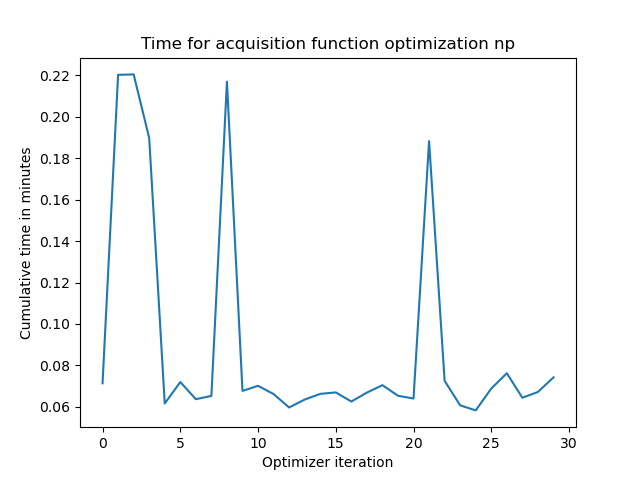 Time for acquisition function optimization np
Cumulative time in minutes
0.22
0.20
0.18
0.16
0.14
0.12
0.10
0.08
0.06
0 5 10 15 20 25 30
Optimizer iteration